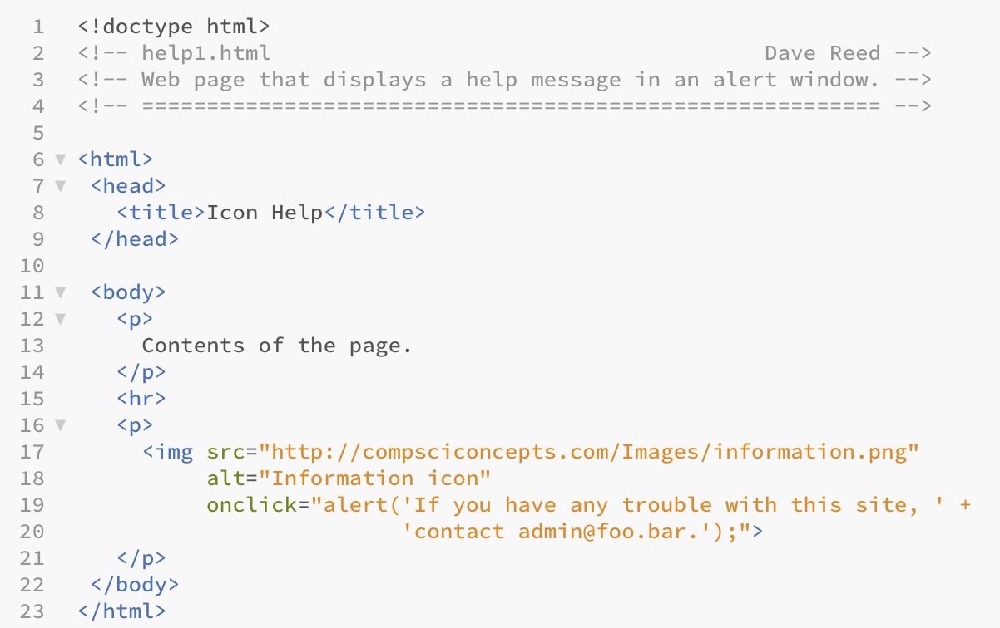 1 <!doctype html>
2 <!-- help1.html                                      Dave Reed -->
3 <!-- Web page that displays a help message in an alert window. -->
4 <!-- ========================================================= -->
5
6 ▼ <html>
7 ▼  <head>
8      <title>Icon Help</title>
9    </head>
10
11 ▼  <body>
12 ▼    <p>
13        Contents of the page.
14      </p>
15      <hr>
16 ▼    <p>
17        <img src="http://compsciconcepts.com/Images/information.png"
18             alt="Information icon"
19             onclick="alert('If you have any trouble with this site, ' +
20                            'contact admin@foo.bar.');">
21      </p>
22    </body>
23   </html>